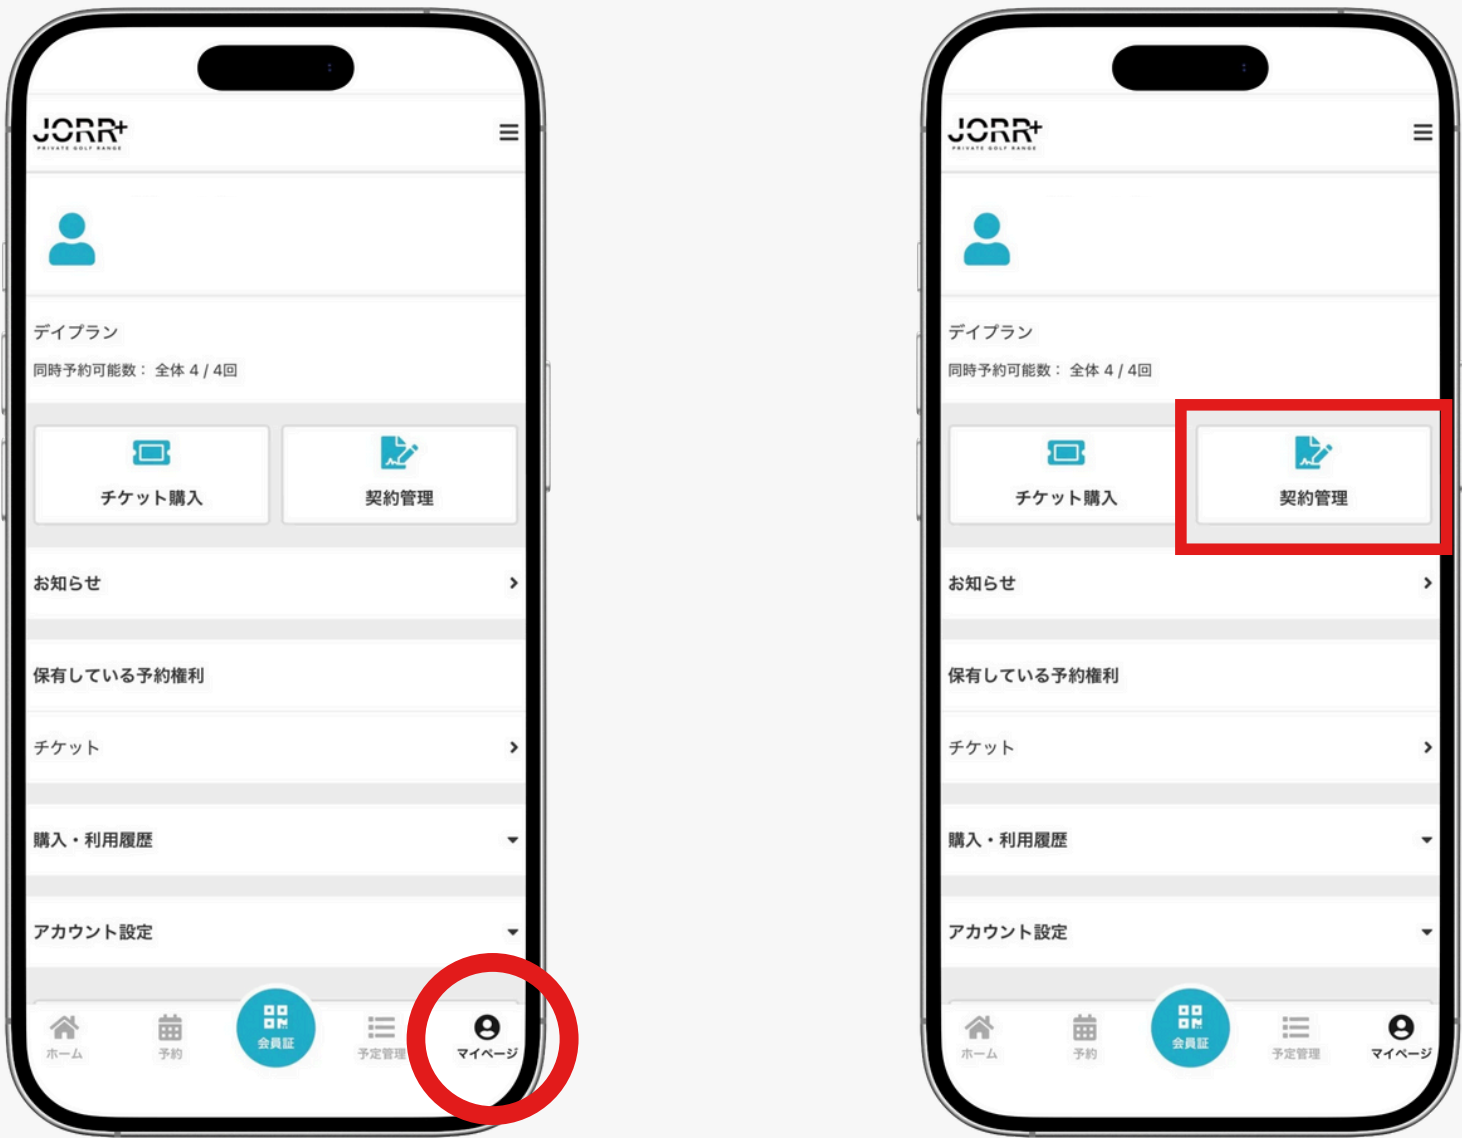 JORR+
PRIVATE GOLF RANGE
デイプラン
同時予約可能数： 全体 4 / 4回
チケット購入
契約管理
お知らせ
保有している予約権利
チケット
購入・利用履歴
アカウント設定
ホーム
予約
会員証
予定管理
マイページ
JORR+
PRIVATE GOLF RANGE
デイプラン
同時予約可能数： 全体 4 / 4回
チケット購入
契約管理
お知らせ
保有している予約権利
チケット
購入・利用履歴
アカウント設定
ホーム
予約
会員証
予定管理
マイページ